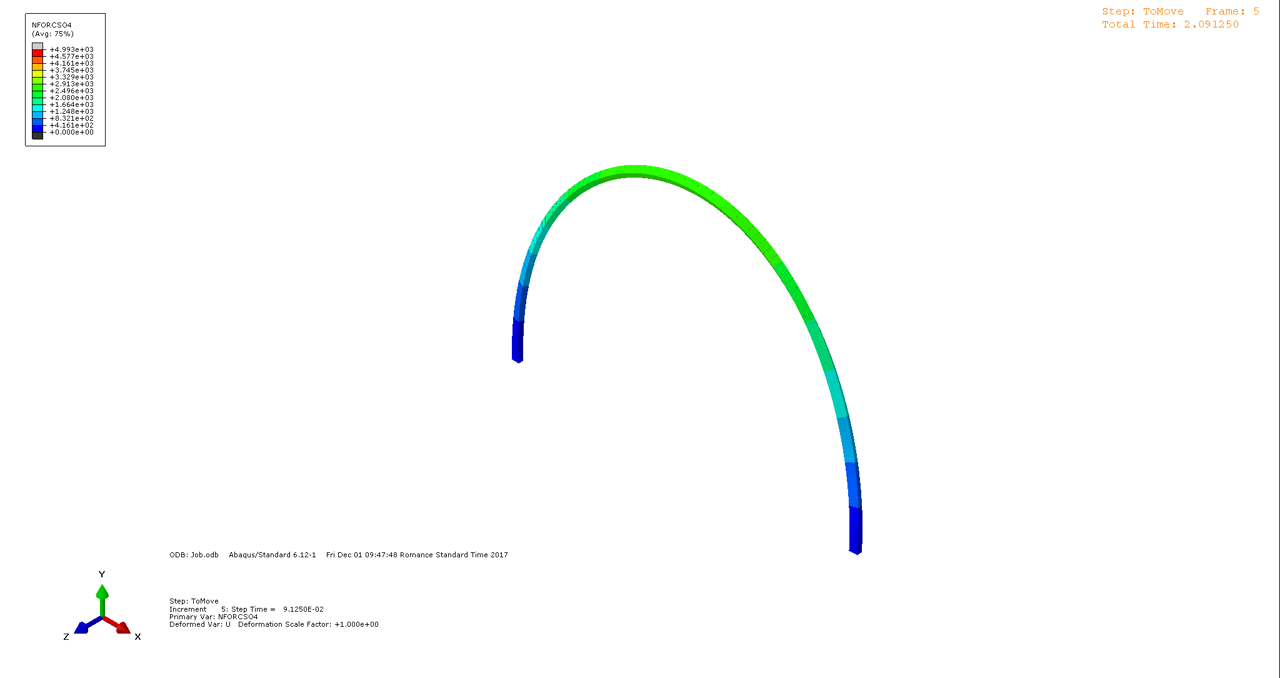 NFORCSO4
(Avg: 75%)
+4.993e+03
+4.577e+03
+4.161e+03
+3.745e+03
+3.329e+03
+2.913e+03
+2.496e+03
+2.080e+03
+1.664e+03
+1.248e+03
+8.321e+02
+4.161e+02
+0.000e+00
Step: ToMove Frame: 5
Total Time: 2.091250
ODB: Job.odb Abaqus/Standard 6.12-1 Fri Dec 01 09:47:48 Romance Standard Time 2017
Y
Z
X
Step: ToMove
Increment 5: Step Time = 9.1250E-02
Primary Var: NFORCSO4
Deformed Var: U Deformation Scale Factor: +1.000e+00